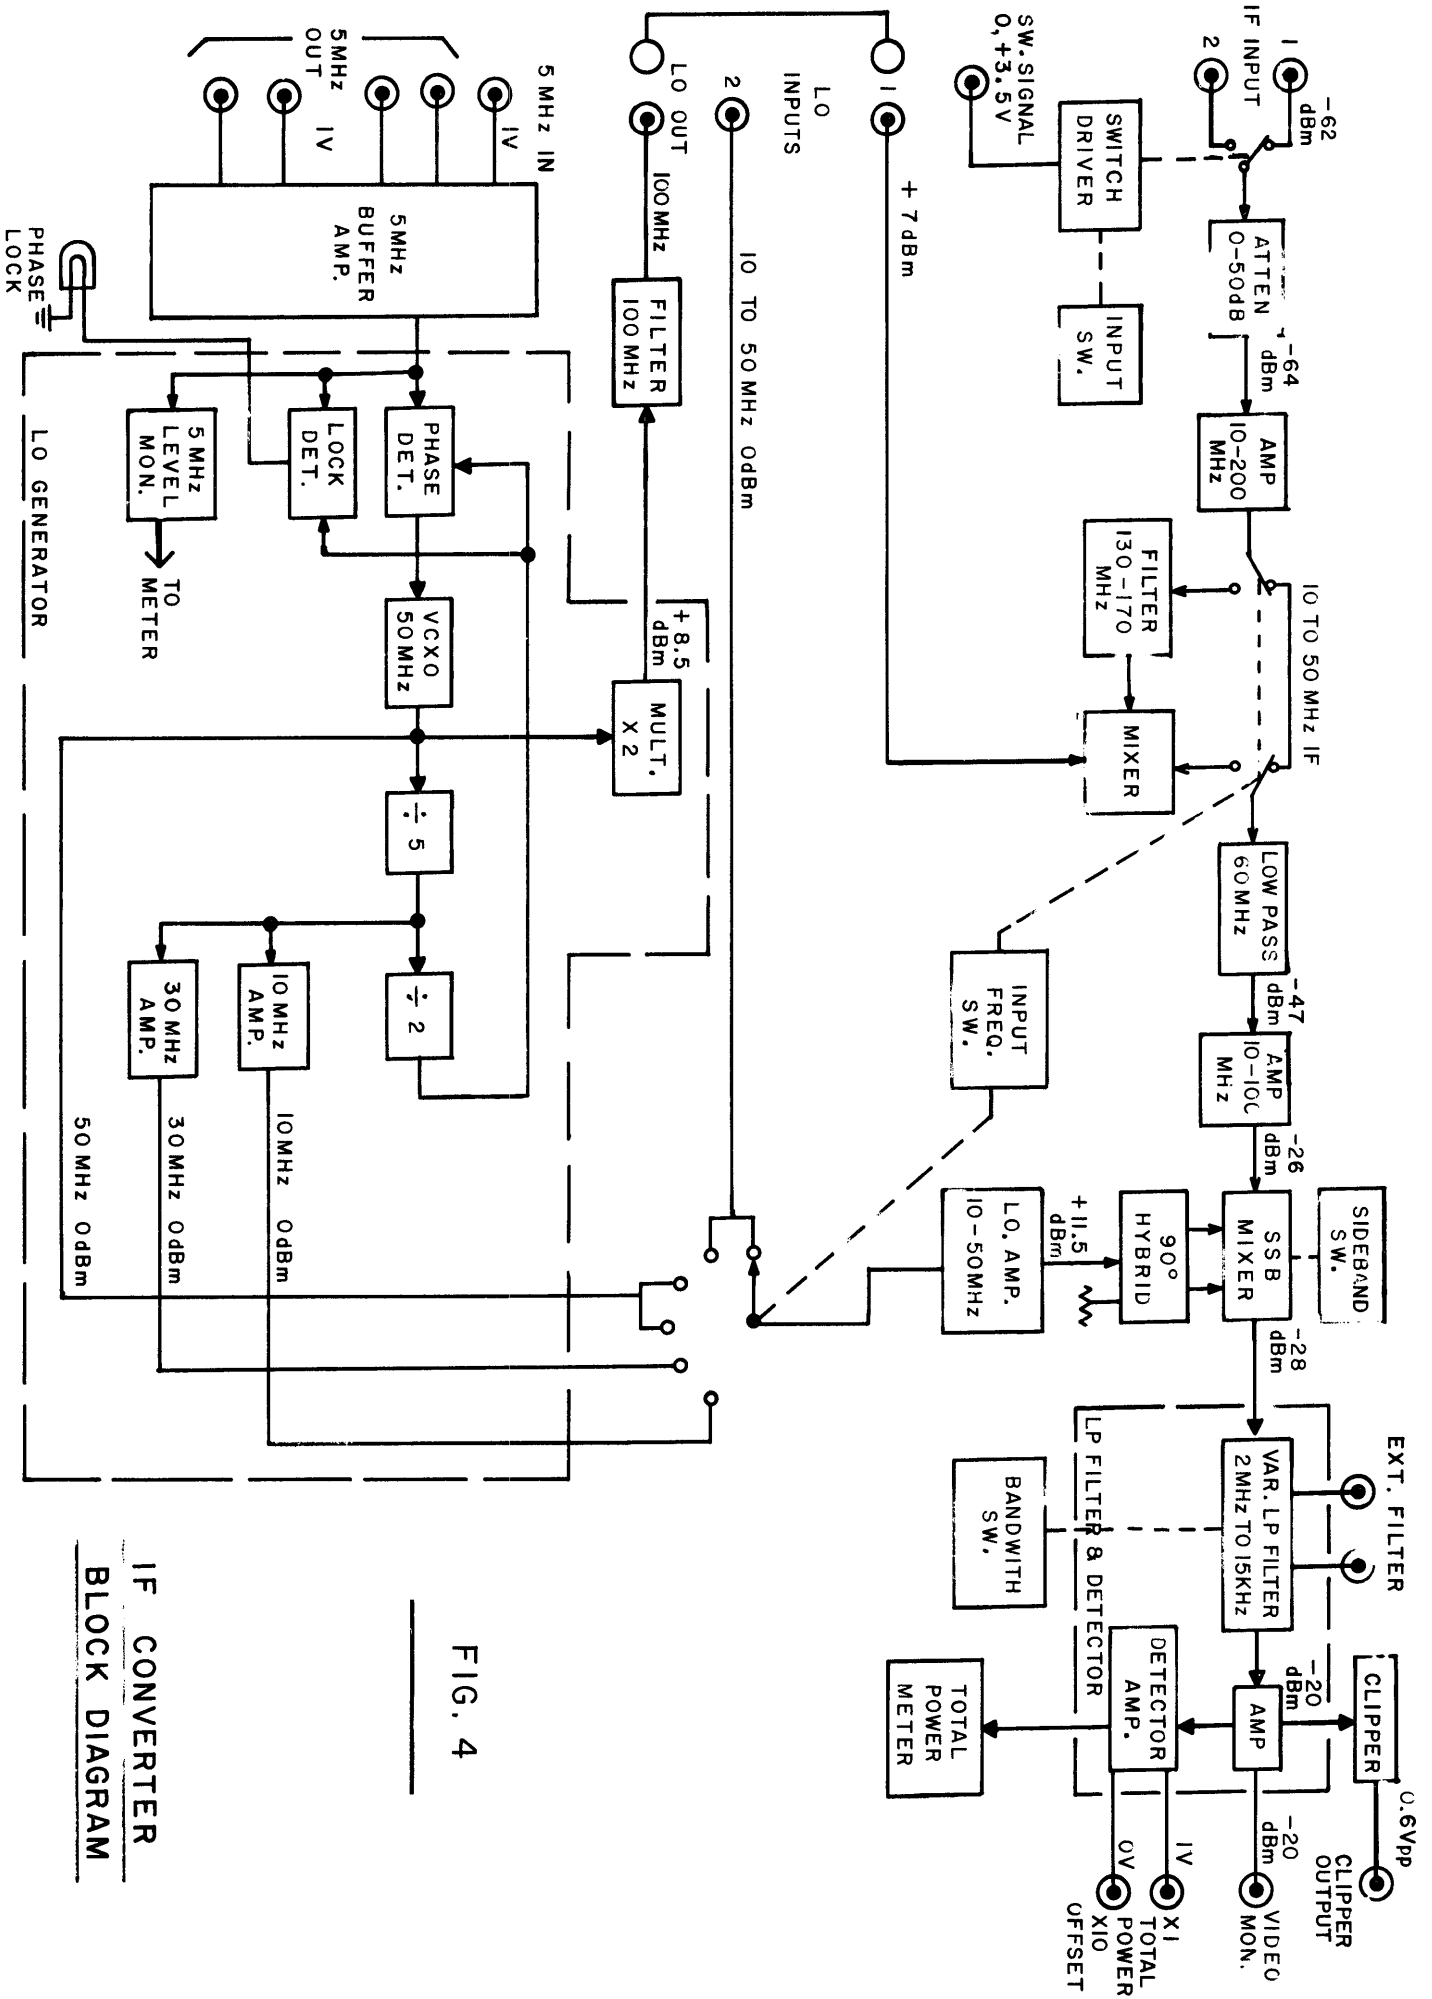 IF INPUT
1
2
-62
dBm
SW. SIGNAL
0, +3.5V
SWITCH
DRIVER
INPUT
SW.
ATTEN
0-50dB
-64
dBm
AMP
10-200
MHz
FILTER
130-170
MHz
10 TO 50 MHz IF
MIXER
LOW PASS
60MHz
-47
dBm
AMP
10-100
MHz
-26
dBm
SIDEBAND
SW.
SSB
MIXER
-28
dBm
90°
HYBRID
+11.5
dBm
LO. AMP.
10-50MHz
INPUT
FREQ.
SW.
EXT. FILTER
VAR. LP FILTER
2MHz TO 15KHz
LP FILTER & DETECTOR
BANDWITH
SW.
-20
dBm
AMP
CLIPPER
0.6Vpp
CLIPPER
OUTPUT
-20
dBm
VIDEO
MON.
DETECTOR
AMP.
1V
0V
X1
TOTAL
POWER
X10
OFFSET
TOTAL
POWER
METER
LO
INPUTS
1
2
+7dBm
10 TO 50MHz 0dBm
LO OUT
100MHz
FILTER
100MHz
+8.5
dBm
MULT.
X2
5 MHz IN
1V
5MHz
OUT
1V
5MHz
BUFFER
AMP.
PHASE
LOCK
PHASE
DET.
LOCK
DET.
5MHz
LEVEL
MON.
TO
METER
VCXO
50MHz
÷ 5
÷ 2
10MHz
AMP.
30MHz
AMP.
10MHz 0dBm
30MHz 0dBm
50MHz 0dBm
LO GENERATOR
FIG. 4
IF CONVERTER
BLOCK DIAGRAM